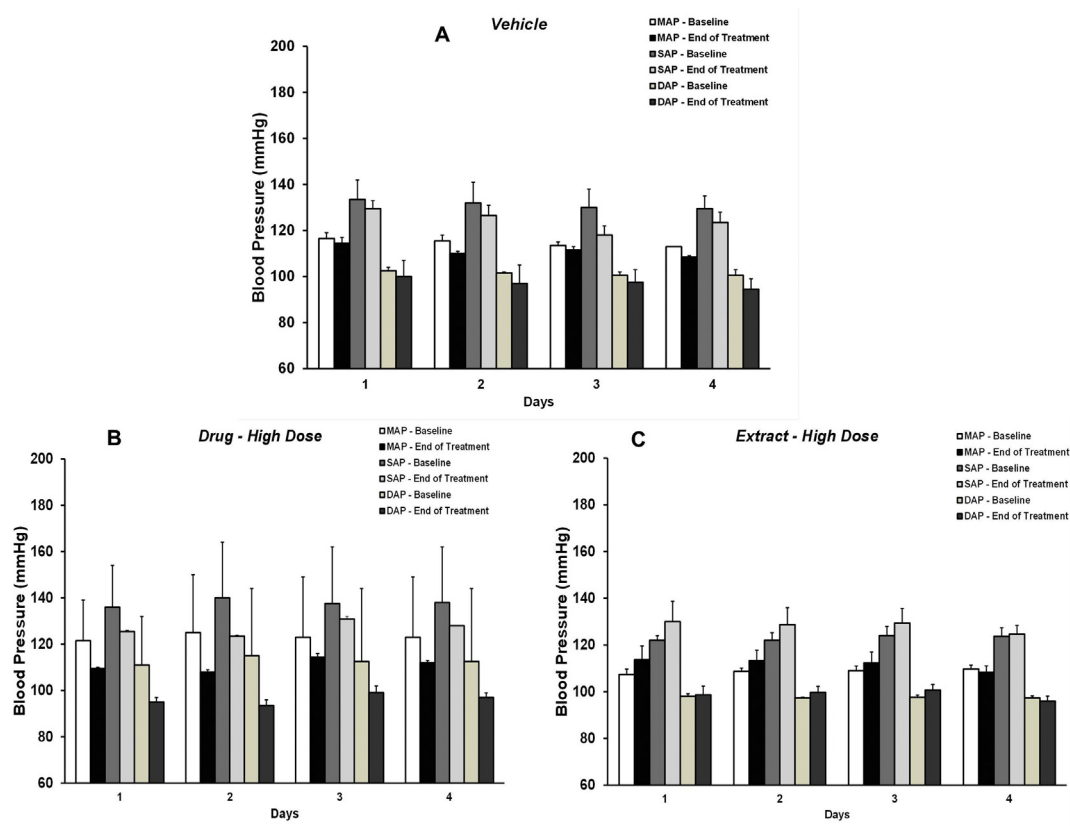 Vehicle
A
MAP - Baseline
MAP - End of Treatment
SAP - Baseline
SAP - End of Treatment
DAP - Baseline
DAP - End of Treatment
Blood Pressure (mmHg)
200
180
160
140
120
100
80
60
1
2
3
4
Days
B
Drug - High Dose
MAP - Baseline
MAP - End of Treatment
SAP - Baseline
SAP - End of Treatment
DAP - Baseline
DAP - End of Treatment
Blood Pressure (mmHg)
200
180
160
140
120
100
80
60
1
2
3
4
Days
C
Extract - High Dose
MAP - Baseline
MAP - End of Treatment
SAP - Baseline
SAP - End of Treatment
DAP - Baseline
DAP - End of Treatment
Blood Pressure (mmHg)
200
180
160
140
120
100
80
60
1
2
3
4
Days